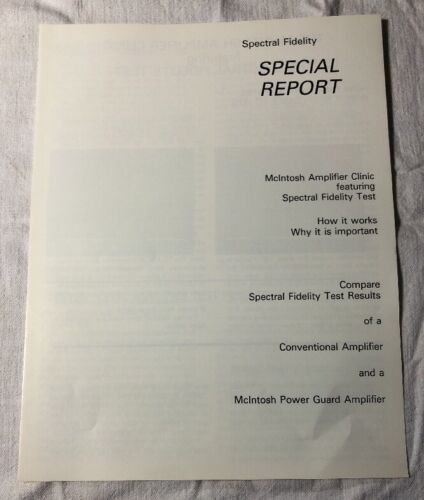 Spectral Fidelity
SPECIAL
REPORT
McIntosh Amplifier Clinic
featuring
Spectral Fidelity Test
How it works
Why it is important
Compare
Spectral Fidelity Test Results
of a
Conventional Amplifier
and a
McIntosh Power Guard Amplifier